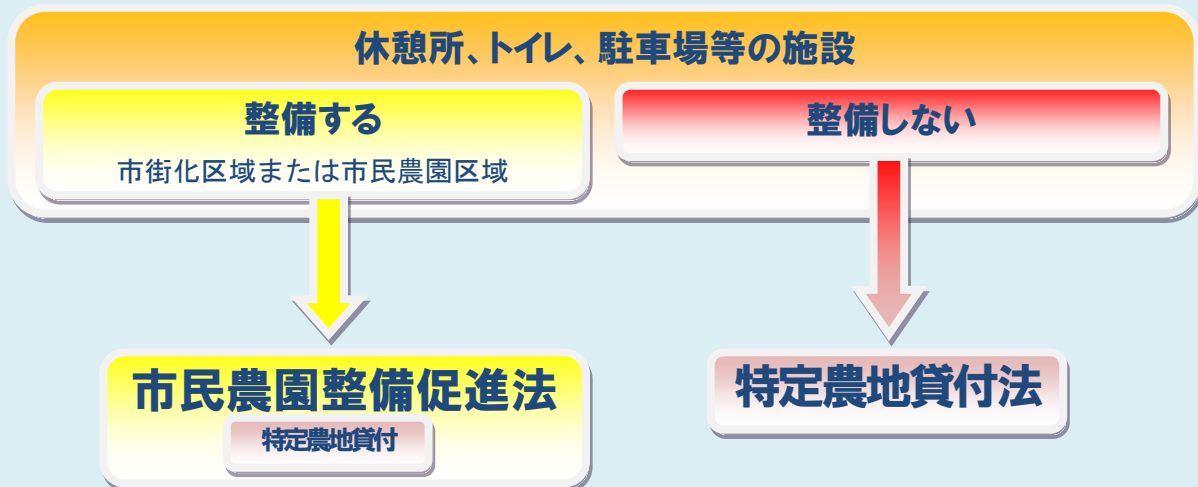 休憩所、トイレ、駐車場等の施設
整備する
市街化区域または市民農園区域
整備しない
市民農園整備促進法
特定農地貸付
特定農地貸付法